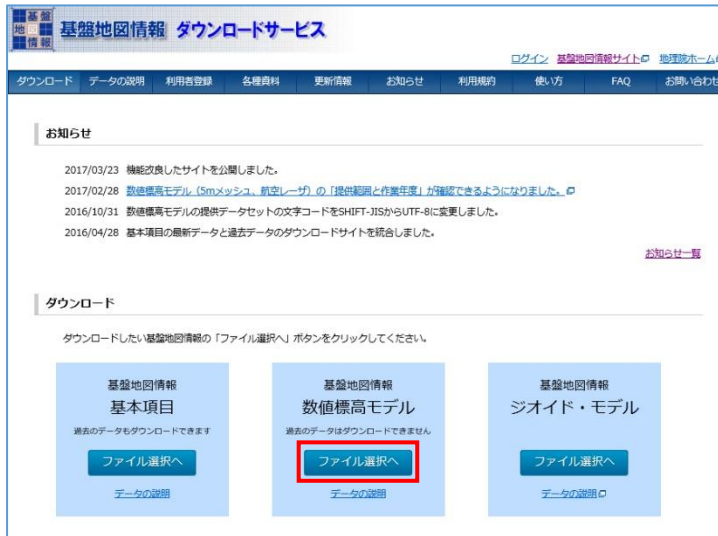 基盤
地図
情報
基盤地図情報 ダウンロードサービス
ログイン 基盤地図情報サイト 地理院ホーム
ダウンロード データの説明 利用者登録 各種資料 更新情報 お知らせ 利用規約 使い方 FAQ お問い合わせ
お知らせ
2017/03/23 機能改良したサイトを公開しました。
2017/02/28 数値標高モデル(5mメッシュ、航空レーザ)の「提供範囲と作業年度」が確認できるようになりました。
2016/10/31 数値標高モデルの提供データセットの文字コードをSHIFT-JISからUTF-8に変更しました。
2016/04/28 基本項目の最新データと過去データのダウンロードサイトを統合しました。
お知らせ一覧
ダウンロード
ダウンロードしたい基盤地図情報の「ファイル選択へ」ボタンをクリックしてください。
基盤地図情報
基本項目
過去のデータもダウンロードできます
ファイル選択へ
データの説明
基盤地図情報
数値標高モデル
過去のデータはダウンロードできません
ファイル選択へ
データの説明
基盤地図情報
ジオイド・モデル
ファイル選択へ
データの説明